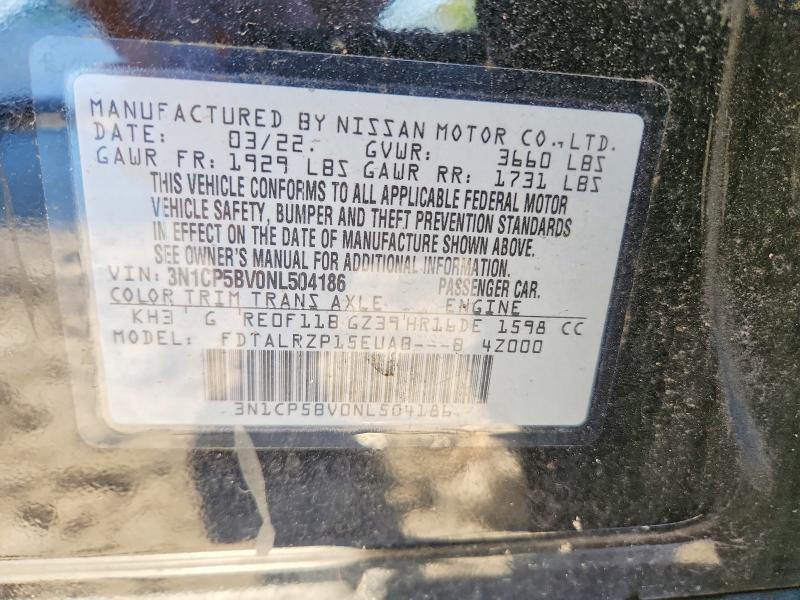 MANUFACTURED BY NISSAN MOTOR CO., LTD.
DATE: 03/22. GVWR: 3660 LBS
GAWR FR: 1929 LBS GAWR RR: 1731 LBS
THIS VEHICLE CONFORMS TO ALL APPLICABLE FEDERAL MOTOR
VEHICLE SAFETY, BUMPER AND THEFT PREVENTION STANDARDS
IN EFFECT ON THE DATE OF MANUFACTURE SHOWN ABOVE.
SEE OWNER'S MANUAL FOR ADDITIONAL INFORMATION.
VIN: 3N1CP5BV0NL504186 PASSENGER CAR.
COLOR TRIM TRANS AXLE ENGINE
KH3 G RE0F11B GZ39 HR16DE 1598 CC
MODEL: FDTALRZP15EUAB---B 4Z000
3N1CP5BV0NL504186